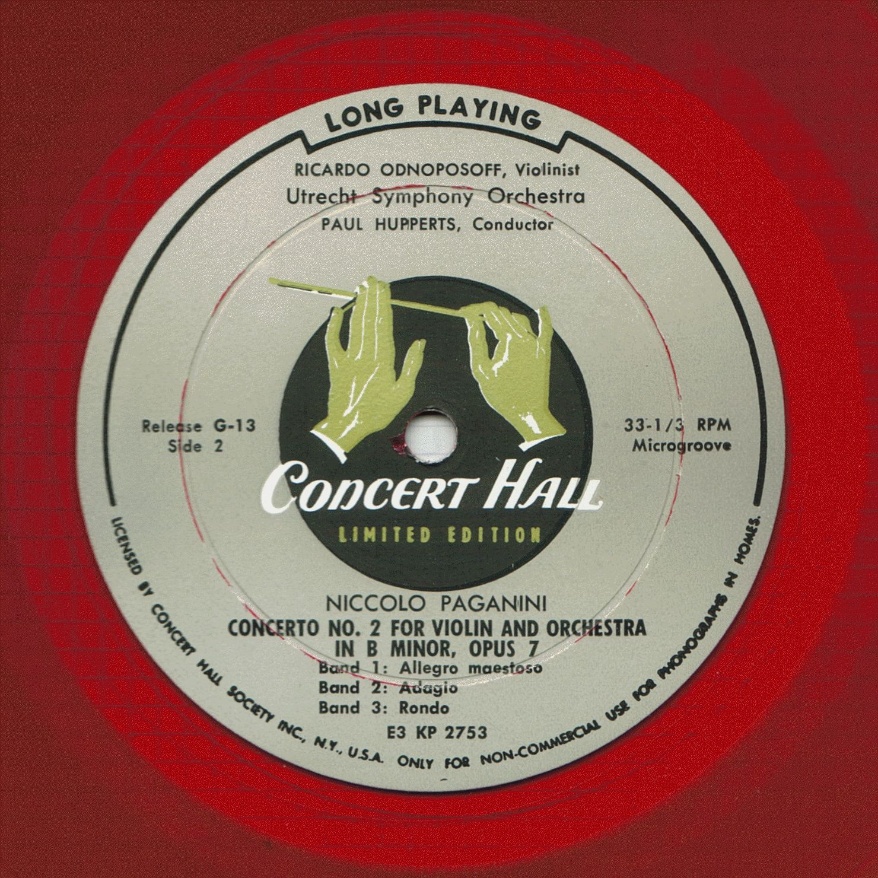 LONG PLAYING
RICARDO ODNOPOSOFF, Violinist
Utrecht Symphony Orchestra
PAUL HUPPERTS, Conductor
Release G-13
Side 2
33-1/3 RPM
Microgroove
CONCERT HALL
LIMITED EDITION
NICCOLO PAGANINI
CONCERTO NO. 2 FOR VIOLIN AND ORCHESTRA
IN B MINOR, OPUS 7
Band 1: Allegro maestoso
Band 2: Adagio
Band 3: Rondo
E3 KP 2753
LICENSED BY CONCERT HALL SOCIETY INC., N.Y., U.S.A. ONLY FOR NON-COMMERCIAL USE FOR PHONOGRAPHS IN HOMES.